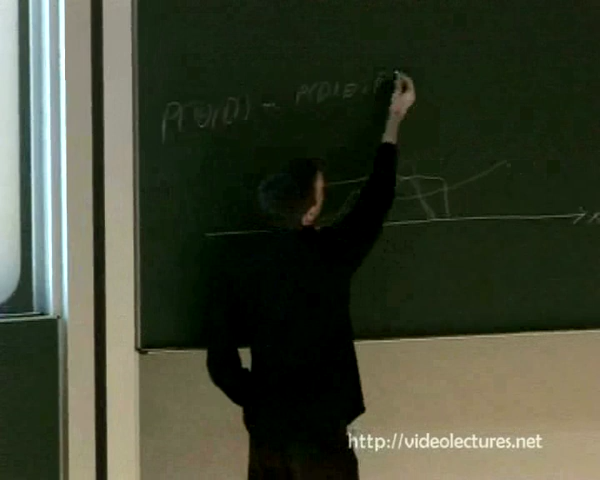 P(θ|D) = P(D|θ,
x
http://videolectures.net